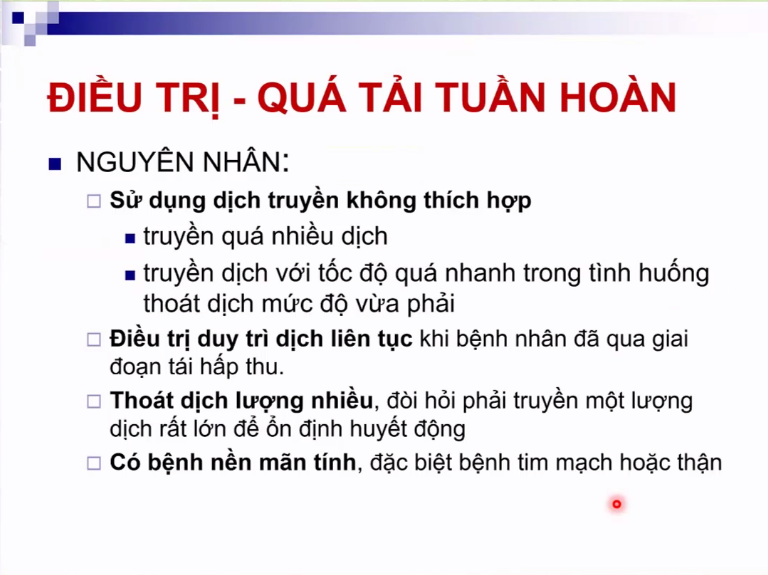 ĐIỀU TRỊ - QUÁ TẢI TUẦN HOÀN
NGUYÊN NHÂN:
Sử dụng dịch truyền không thích hợp
truyền quá nhiều dịch
truyền dịch với tốc độ quá nhanh trong tình huống
thoát dịch mức độ vừa phải
Điều trị duy trì dịch liên tục khi bệnh nhân đã qua giai
đoạn tái hấp thu.
Thoát dịch lượng nhiều, đòi hỏi phải truyền một lượng
dịch rất lớn để ổn định huyết động
Có bệnh nền mãn tính, đặc biệt bệnh tim mạch hoặc thận